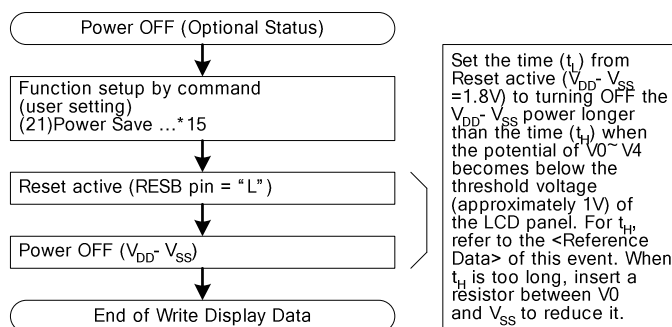 Power OFF (Optional Status)
Function setup by command
(user setting)
(21)Power Save ...*15
Reset active (RESB pin = “L”)
Power OFF (VDD- VSS)
End of Write Display Data
Set the time (tL) from
Reset active (VDD- VSS
=1.8V) to turning OFF the
VDD- VSS power longer
than the time (tH) when
the potential of V0~ V4
becomes below the
threshold voltage
(approximately 1V) of
the LCD panel. For tH,
refer to the <Reference
Data> of this event. When
tH is too long, insert a
resistor between V0
and VSS to reduce it.